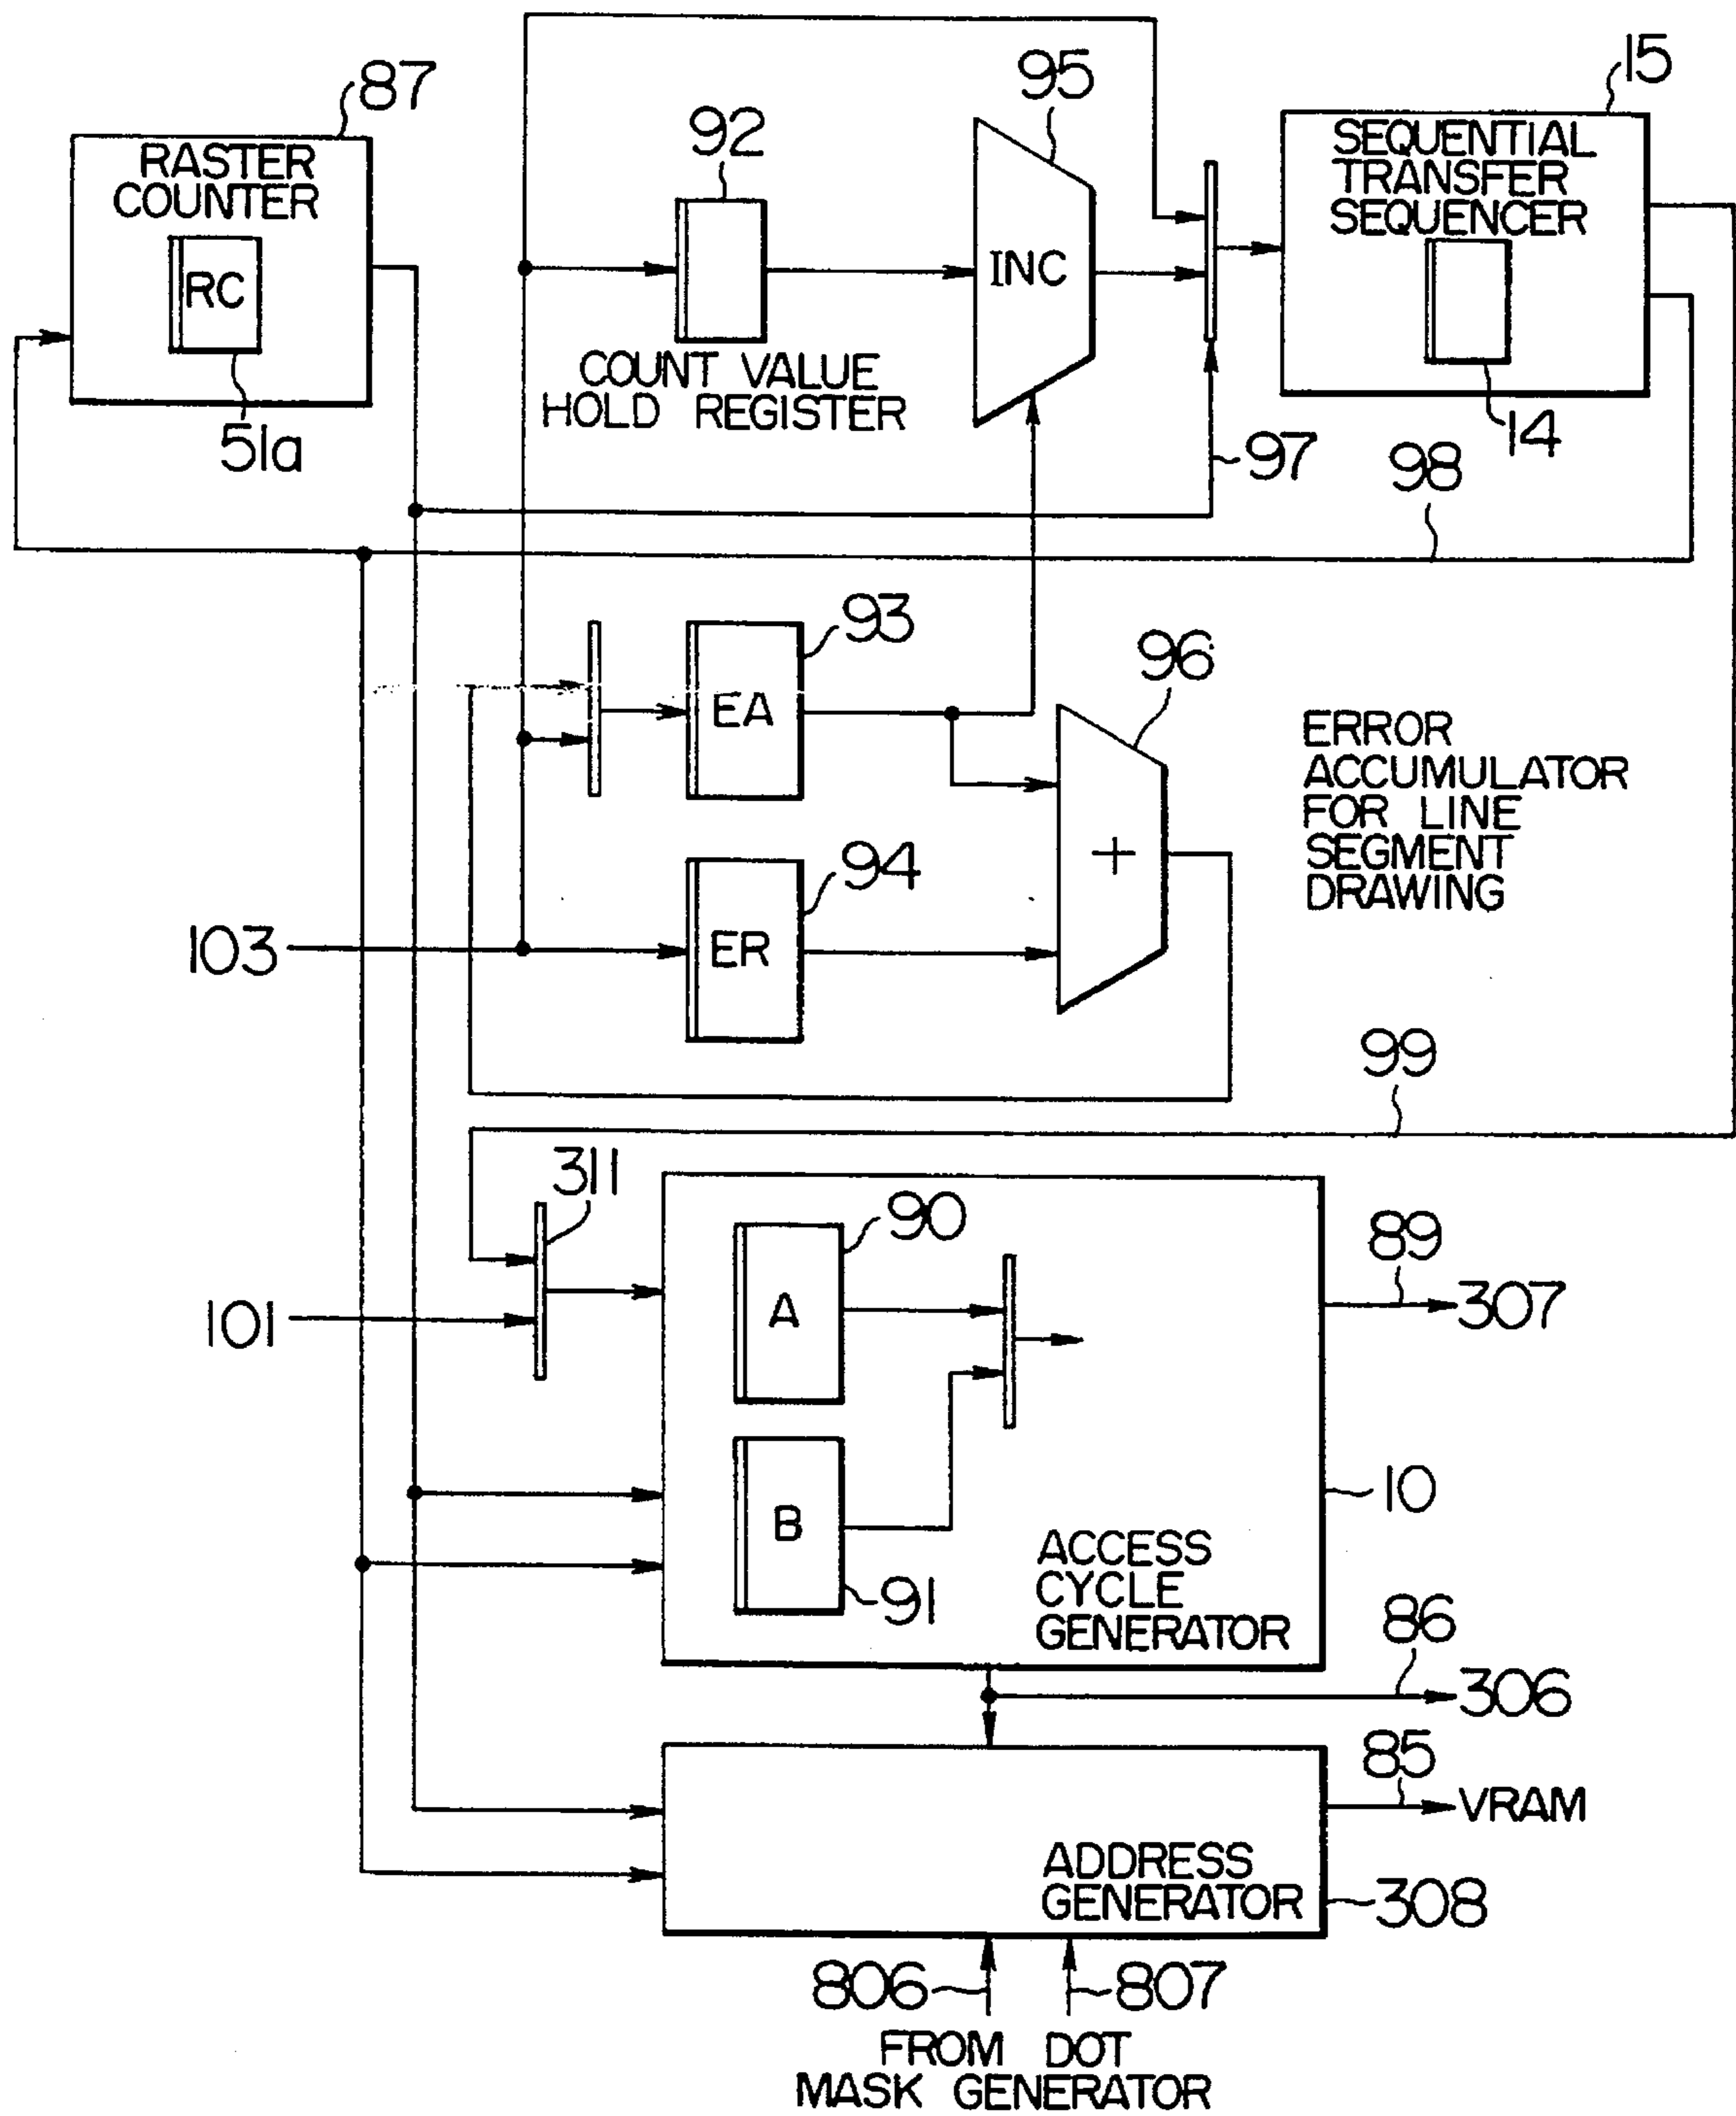 87
RASTER
COUNTER
RC
51a
92
COUNT VALUE
HOLD REGISTER
95
INC
15
SEQUENTIAL
TRANSFER
SEQUENCER
14
97
98
93
EA
96
ERROR
ACCUMULATOR
FOR LINE
SEGMENT
DRAWING
94
ER
103
99
311
101
90
A
B
91
ACCESS
CYCLE
GENERATOR
89
307
10
86
306
85
VRAM
ADDRESS
GENERATOR
308
806
807
FROM DOT
MASK GENERATOR